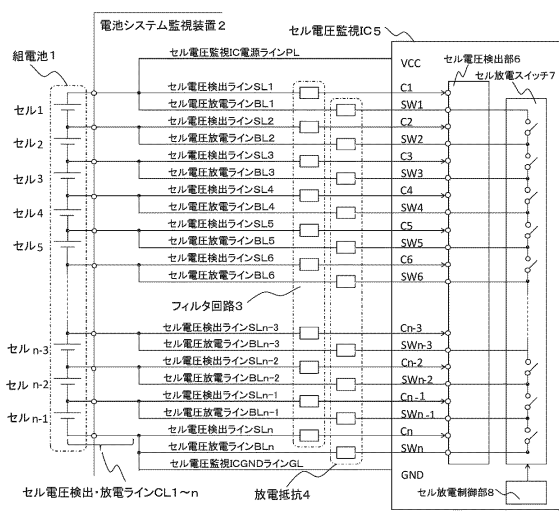 電池システム監視装置2
セル電圧監視IC5
組電池1
セル電圧監視IC電源ラインPL
VCC
セル電圧検出部6
セル放電スイッチ7
セル電圧検出ラインSL1
C1
セル電圧放電ラインBL1
SW1
セル1
セル電圧検出ラインSL2
C2
セル電圧放電ラインBL2
SW2
セル2
セル電圧検出ラインSL3
C3
セル電圧放電ラインBL3
SW3
セル3
セル電圧検出ラインSL4
C4
セル電圧放電ラインBL4
SW4
セル4
セル電圧検出ラインSL5
C5
セル電圧放電ラインBL5
SW5
セル5
セル電圧検出ラインSL6
C6
セル電圧放電ラインBL6
SW6
フィルタ回路3
セル電圧検出ラインSLn-3
Cn-3
セル電圧放電ラインBLn-3
SWn-3
セルn-3
セル電圧検出ラインSLn-2
Cn-2
セル電圧放電ラインBLn-2
SWn-2
セルn-2
セル電圧検出ラインSLn-1
Cn-1
セル電圧放電ラインBLn-1
SWn-1
セルn-1
セル電圧検出ラインSLn
Cn
セル電圧放電ラインBLn
SWn
セル電圧監視ICGNDラインGL
GND
セル電圧検出・放電ラインCL1~n
放電抵抗4
セル放電制御部8